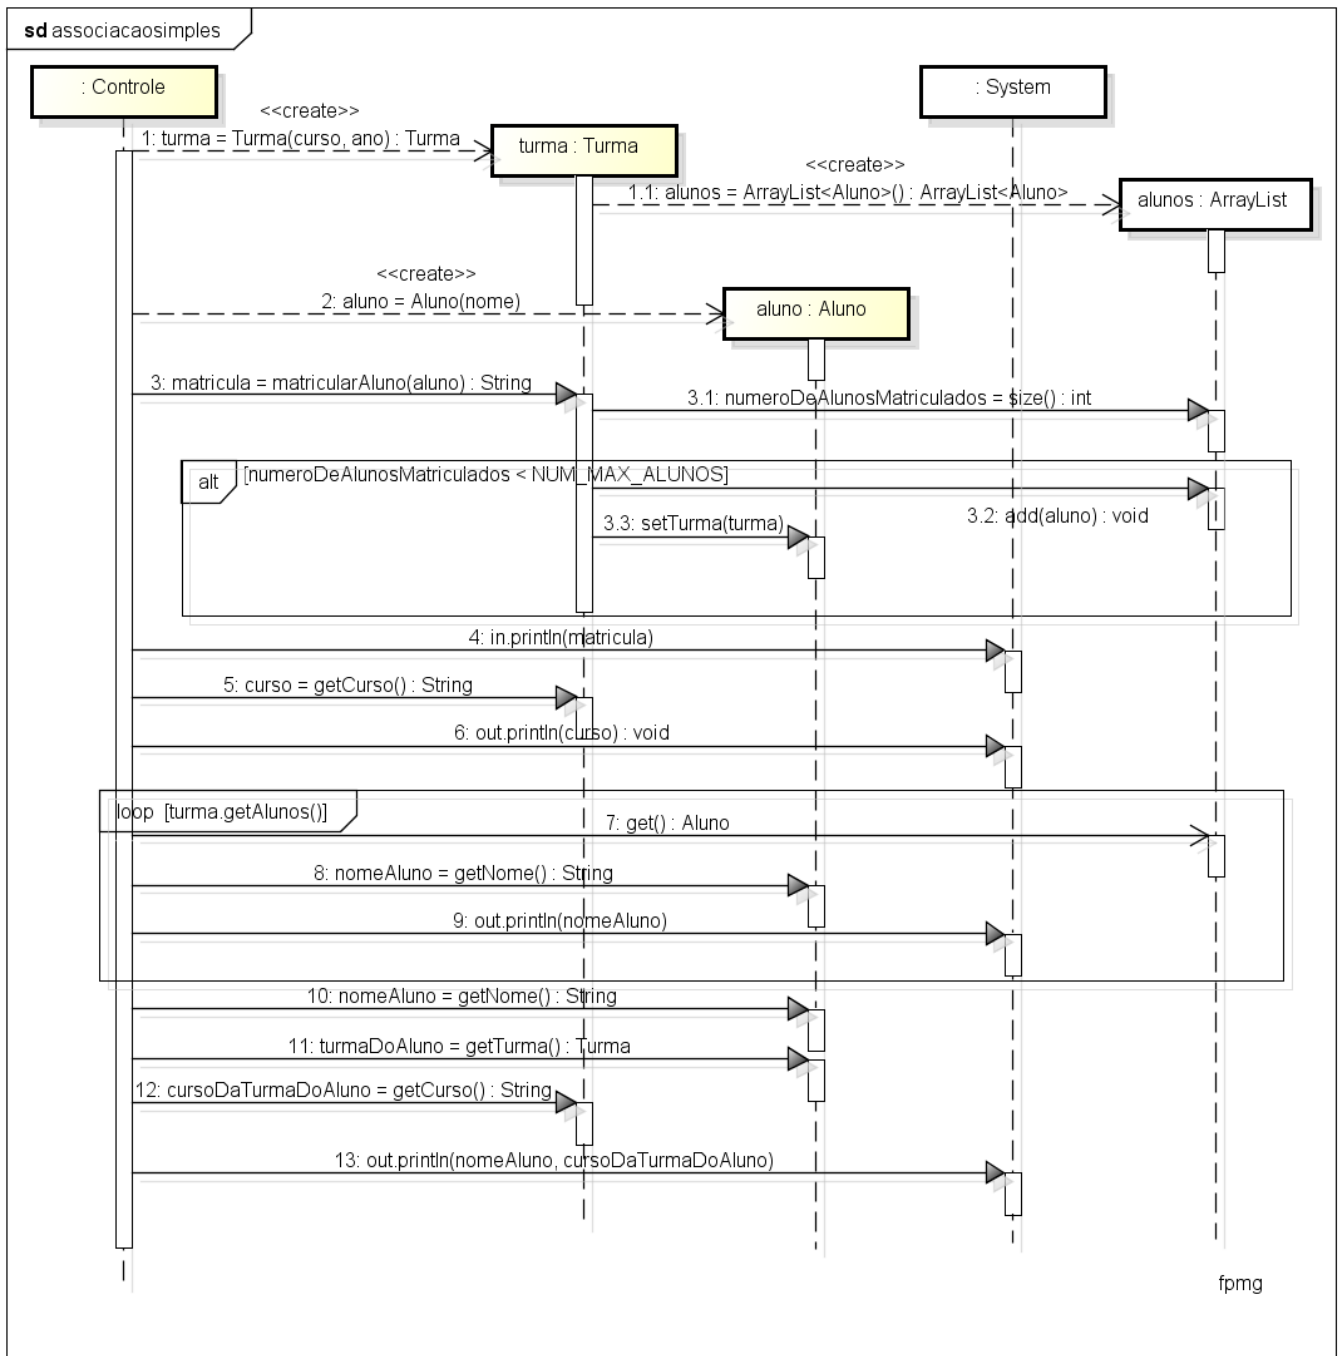 sd associacaosimples
: Controle
: System
<<create>>
1: turma = Turma(curso, ano) : Turma
turma : Turma
<<create>>
1.1: alunos = ArrayList<Aluno>() : ArrayList<Aluno>
alunos : ArrayList
<<create>>
2: aluno = Aluno(nome)
aluno : Aluno
3: matricula = matricularAluno(aluno) : String
3.1: numeroDeAlunosMatriculados = size() : int
alt
[numeroDeAlunosMatriculados < NUM_MAX_ALUNOS]
3.2: add(aluno) : void
3.3: setTurma(turma)
4: in.println(matricula)
5: curso = getCurso() : String
6: out.println(curso) : void
loop [turma.getAlunos()]
7: get() : Aluno
8: nomeAluno = getNome() : String
9: out.println(nomeAluno)
10: nomeAluno = getNome() : String
11: turmaDoAluno = getTurma() : Turma
12: cursoDaTurmaDoAluno = getCurso() : String
13: out.println(nomeAluno, cursoDaTurmaDoAluno)
fpmg